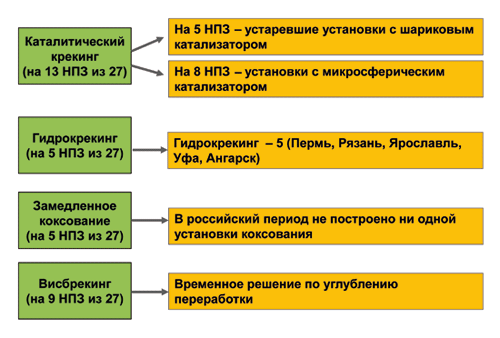 Каталитический
крекинг
(на 13 НПЗ из 27)
На 5 НПЗ – устаревшие установки с шариковым
катализатором
На 8 НПЗ – установки с микросферическим
катализатором
Гидрокрекинг
(на 5 НПЗ из 27)
Гидрокрекинг – 5 (Пермь, Рязань, Ярославль,
Уфа, Ангарск)
Замедленное
коксование
(на 5 НПЗ из 27)
В российский период не построено ни одной
установки коксования
Висбрекинг
(на 9 НПЗ из 27)
Временное решение по углублению
переработки